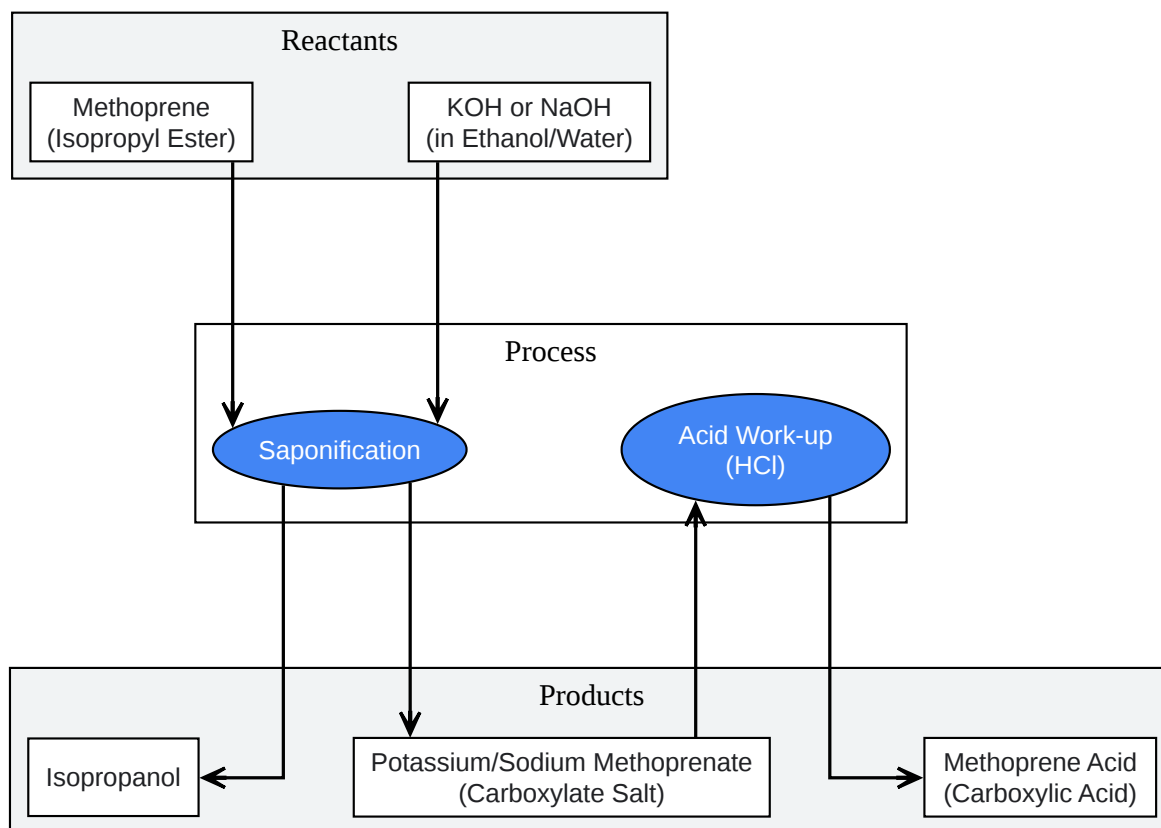 Reactants
Methoprene
(Isopropyl Ester)
KOH or NaOH
(in Ethanol/Water)
Process
Saponification
Acid Work-up
(HCl)
Products
Isopropanol
Potassium/Sodium Methoprenate
(Carboxylate Salt)
Methoprene Acid
(Carboxylic Acid)